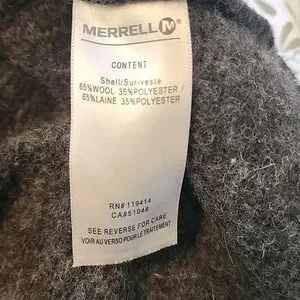 MERRELL M
CONTENT
Shell/Sur-veste
65%WOOL 35%POLYESTER /
65%LAINE 35%POLYESTER
RN# 119414
CA#51948
SEE REVERSE FOR CARE
VOIR AU VERSO POUR LE TRAITEMENT